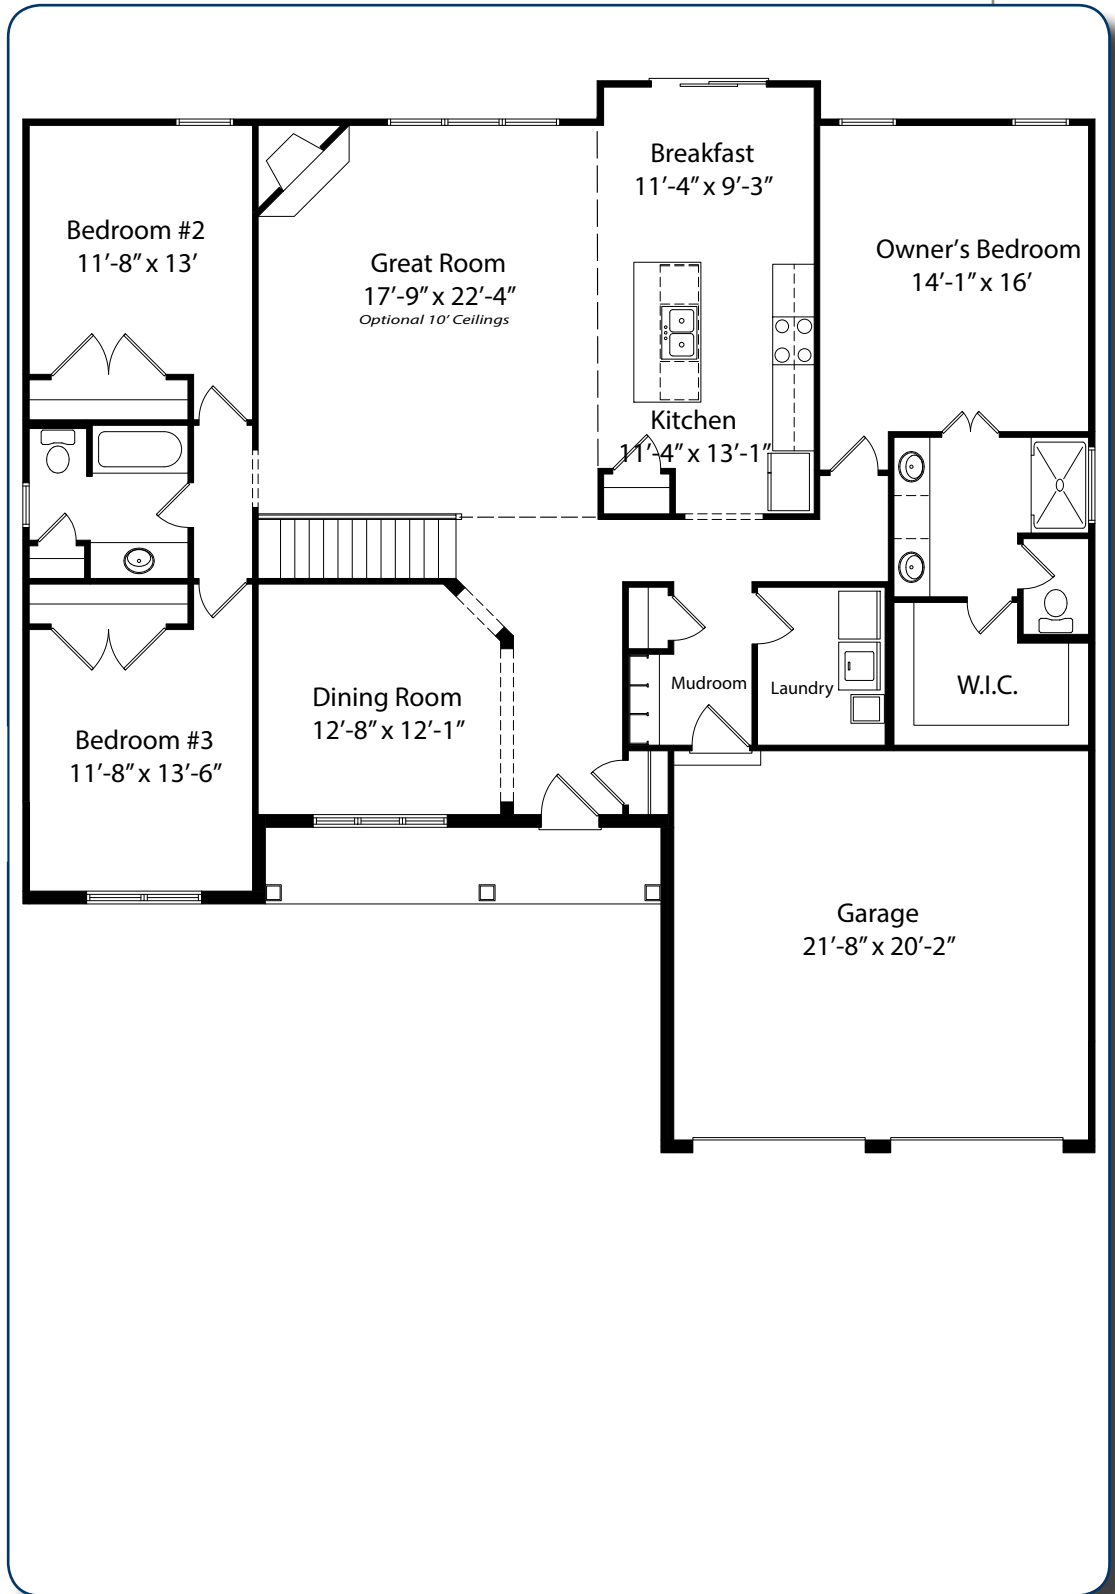 Breakfast
11’-4” x 9’-3”
Bedroom #2
11’-8” x 13’
Great Room
17’-9” x 22’-4”
Optional 10’ Ceilings
Owner’s Bedroom
14’-1” x 16’
Kitchen
11’-4” x 13’-1”
Dining Room
12’-8” x 12’-1”
Mudroom
Laundry
W.I.C.
Bedroom #3
11’-8” x 13’-6”
Garage
21’-8” x 20’-2”